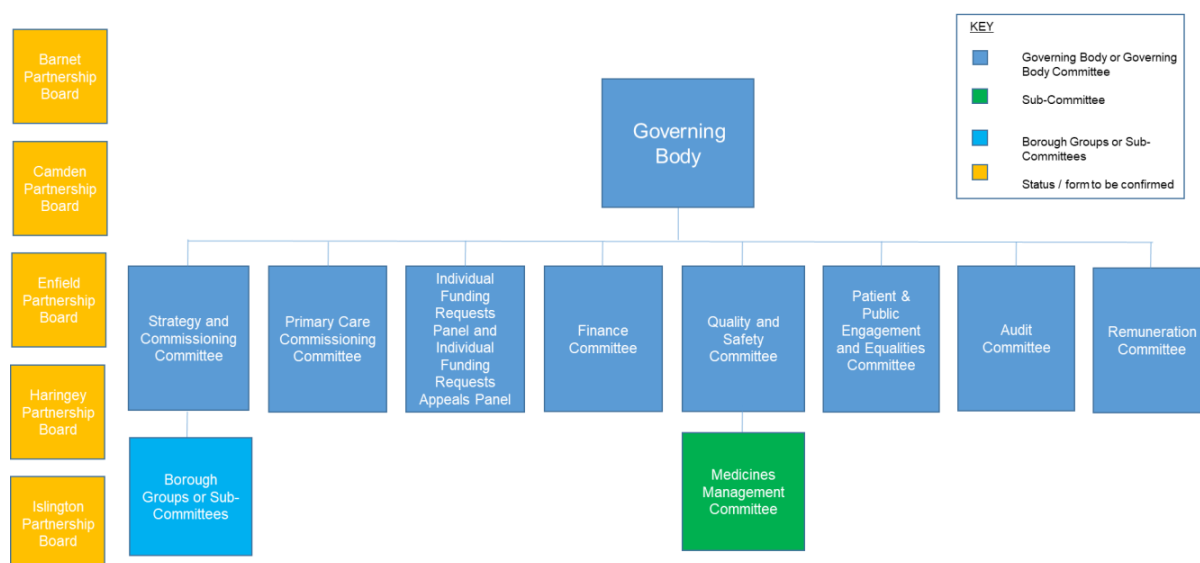 Barnet
Partnership
Board
Camden
Partnership
Board
Enfield
Partnership
Board
Haringey
Partnership
Board
Islington
Partnership
Board
Governing
Body
KEY
Governing Body or Governing
Body Committee
Sub-Committee
Borough Groups or Sub-
Committees
Status / form to be confirmed
Strategy and
Commissioning
Committee
Primary Care
Commissioning
Committee
Individual
Funding
Requests
Panel and
Individual
Funding
Requests
Appeals Panel
Finance
Committee
Quality and
Safety
Committee
Patient &
Public
Engagement
and Equalities
Committee
Audit
Committee
Remuneration
Committee
Borough
Groups or Sub-
Committees
Medicines
Management
Committee